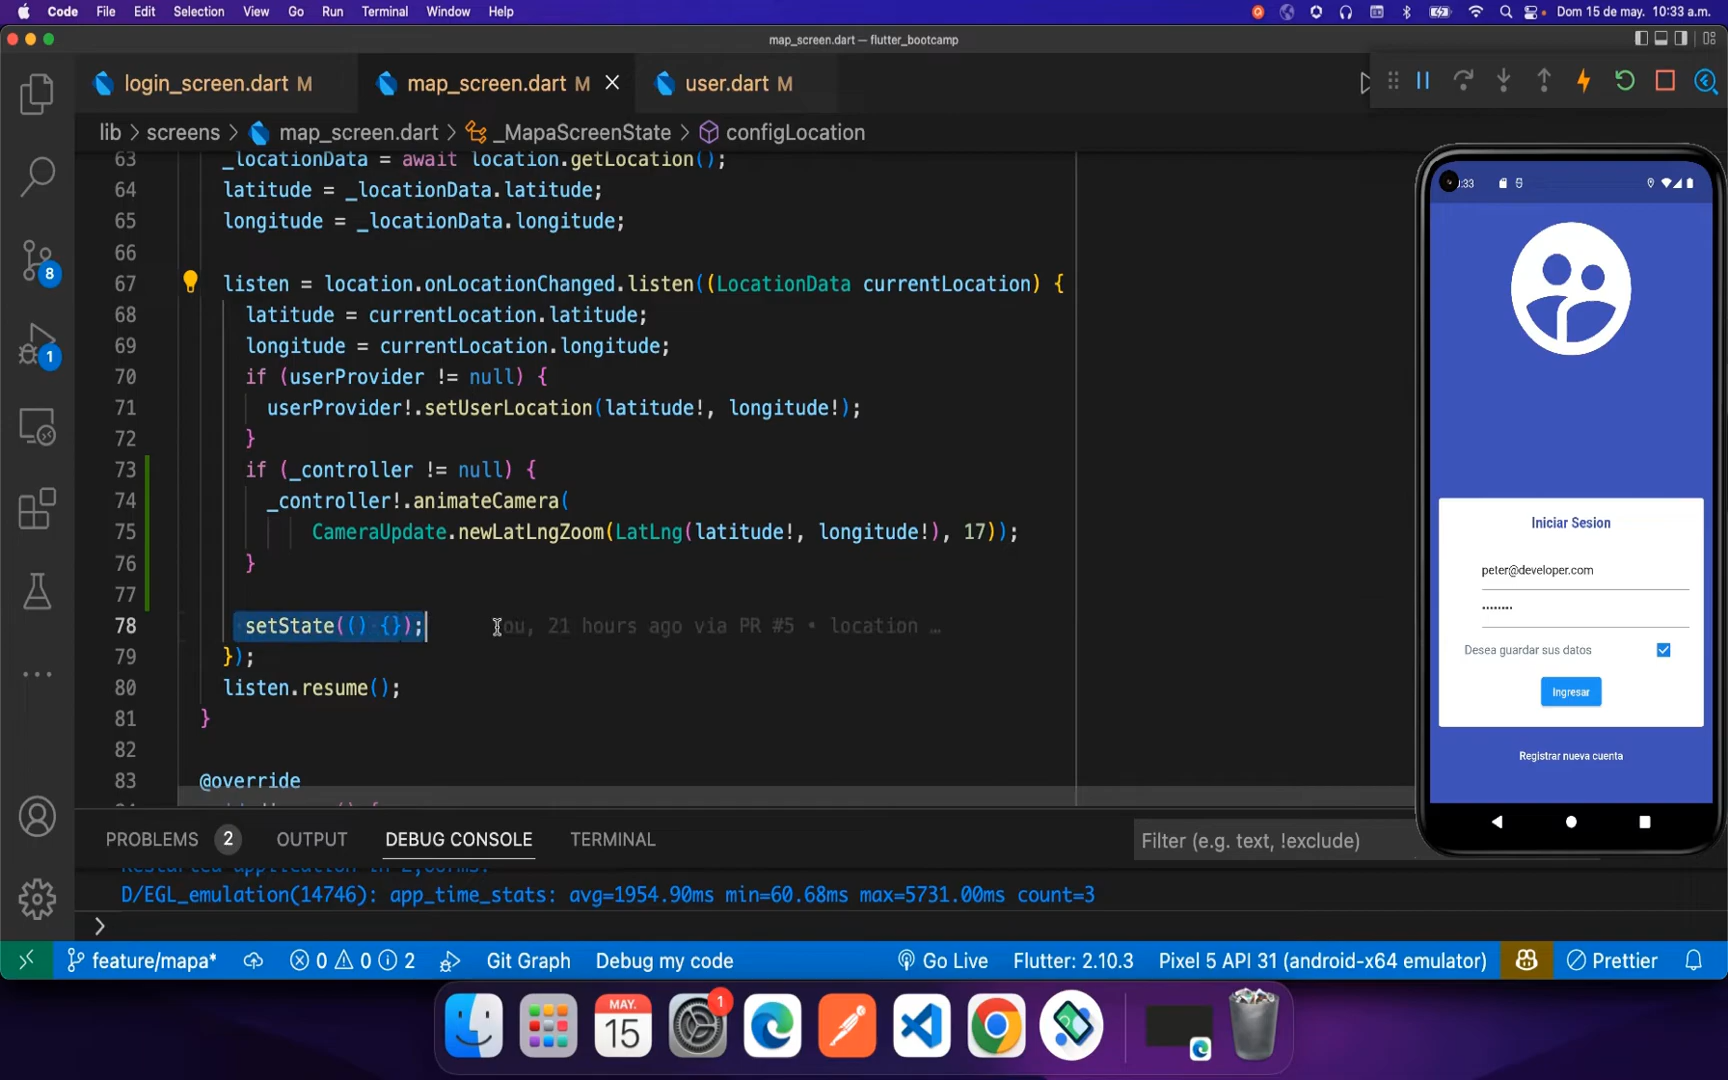 Code File Edit Selection View Go Run Terminal Window Help Dom 15 de may. 10:33 a.m.
map_screen.dart — flutter_bootcamp
login_screen.dart M map_screen.dart M user.dart M
lib > screens > map_screen.dart > _MapaScreenState > configLocation
63 _locationData = await location.getLocation();
64 latitude = _locationData.latitude;
65 longitude = _locationData.longitude;
66
67 listen = location.onLocationChanged.listen((LocationData currentLocation) {
68 latitude = currentLocation.latitude;
69 longitude = currentLocation.longitude;
70 if (userProvider != null) {
71 userProvider!.setUserLocation(latitude!, longitude!);
72 }
73 if (_controller != null) {
74 _controller!.animateCamera(
75 CameraUpdate.newLatLngZoom(LatLng(latitude!, longitude!), 17));
76 }
77
78 setState(() {}); ou, 21 hours ago via PR #5 • location …
79 });
80 listen.resume();
81 }
82
83 @override
8
1
:33
Iniciar Sesion
peter@developer.com
••••••••
Desea guardar sus datos
Ingresar
Registrar nueva cuenta
PROBLEMS 2 OUTPUT DEBUG CONSOLE TERMINAL Filter (e.g. text, !exclude)
D/EGL_emulation(14746): app_time_stats: avg=1954.90ms min=60.68ms max=5731.00ms count=3
>
feature/mapa* 0 0 2 Git Graph Debug my code Go Live Flutter: 2.10.3 Pixel 5 API 31 (android-x64 emulator) Prettier
MAY.
15
1